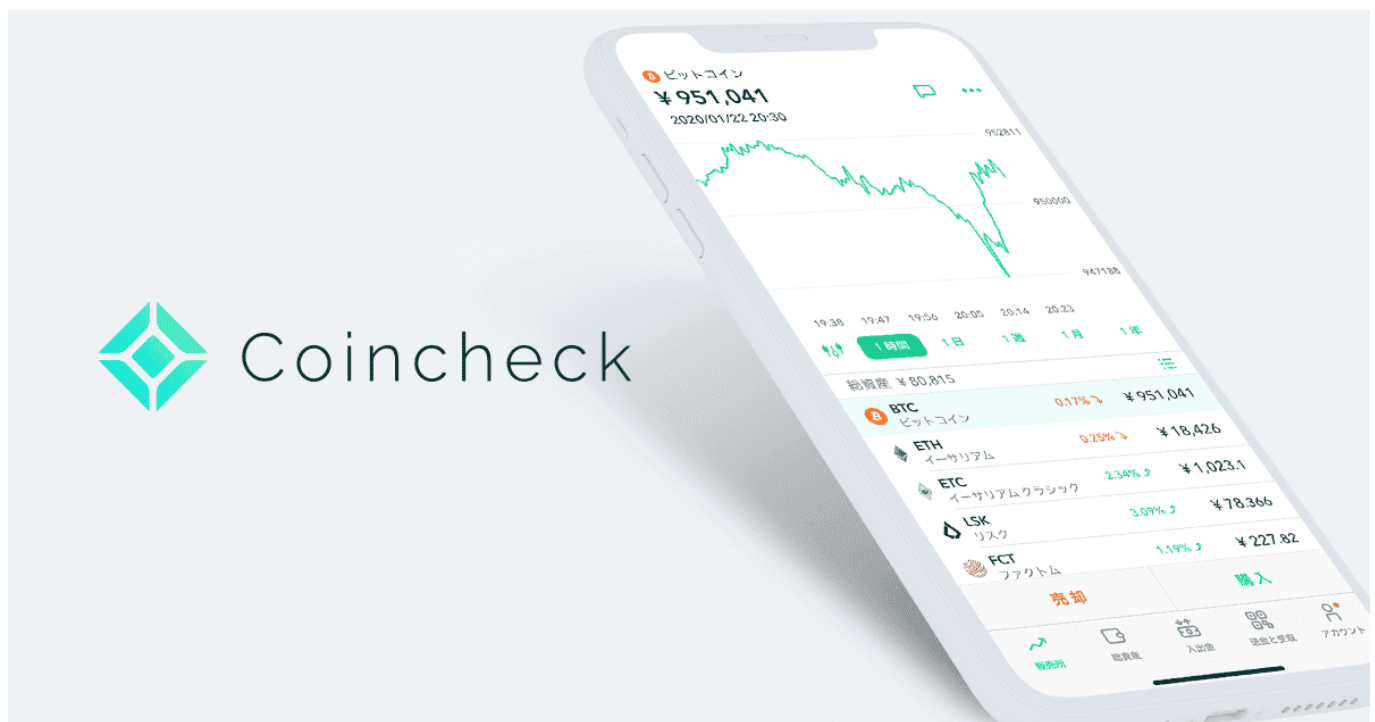 Coincheck
ビットコイン
¥ 951,041
2020/01/22 20:30
952811
950000
947188
19:38 19:47 19:56 20:05 20:14 20:23
1時間 1日 1週 1月 1年
総資産 ¥ 80,815
BTC 0.17% ¥ 951,041
ビットコイン
ETH 0.25% ¥ 18,426
イーサリアム
ETC 2.34% ¥ 1,023.1
イーサリアムクラシック
LSK 3.09% ¥ 78.366
リスク
FCT 1.19% ¥ 227.82
ファクトム
売却 購入
販売所 総資産 入出金 送金と受取 アカウント